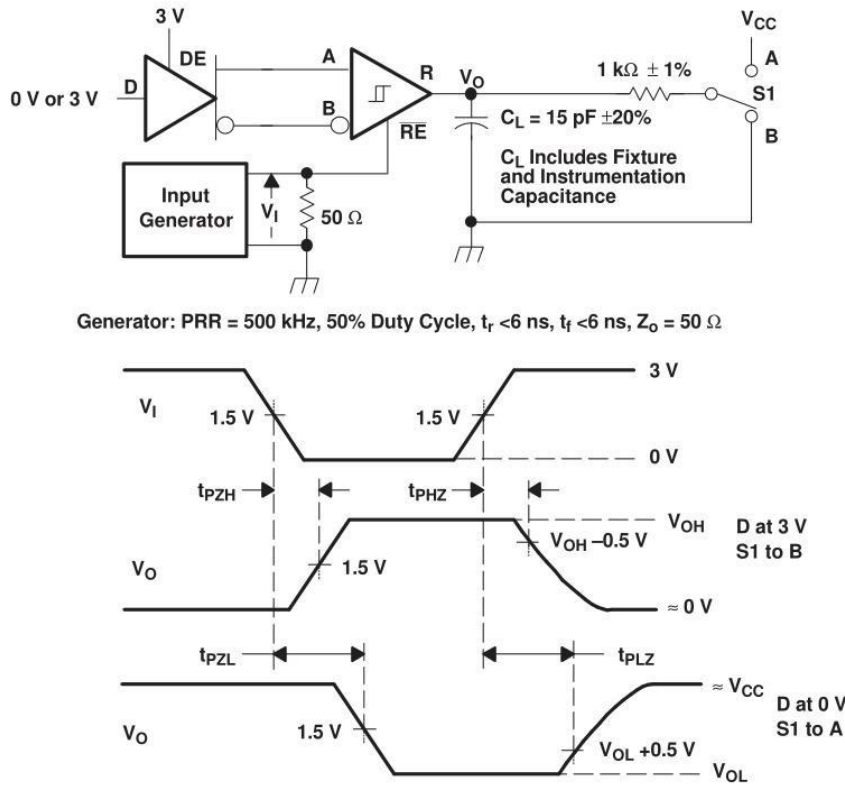 3 V
V_CC
DE
A
R
V_O
1 kΩ ± 1%
A
D
0 V or 3 V
S1
B
RE
C_L = 15 pF ±20%
B
C_L Includes Fixture
and Instrumentation
Capacitance
Input
Generator
V_I
50 Ω
Generator: PRR = 500 kHz, 50% Duty Cycle, t_r <6 ns, t_f <6 ns, Z_o = 50 Ω
3 V
V_I
1.5 V
1.5 V
0 V
t_PZH
t_PHZ
V_OH
D at 3 V
S1 to B
V_OH –0.5 V
V_O
1.5 V
≈ 0 V
t_PZL
t_PLZ
≈ V_CC
D at 0 V
S1 to A
V_O
1.5 V
V_OL +0.5 V
V_OL